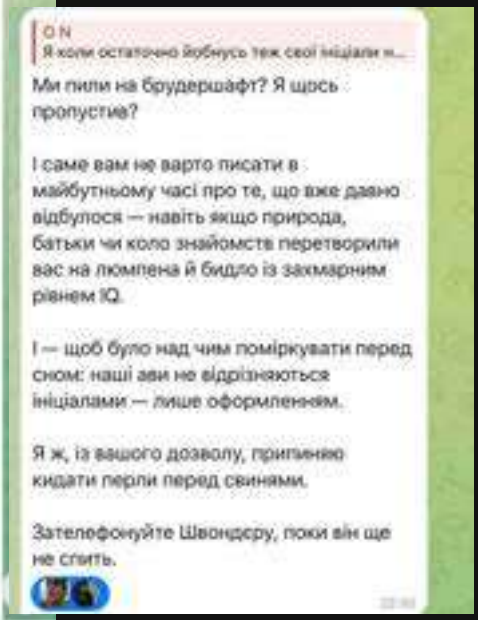 O N
Я коли остаточно йобнусь теж свої ініціали н...
Ми пили на брудершафт? Я щось
пропустив?
І саме вам не варто писати в
майбутньому часі про те, що вже давно
відбулося — навіть якщо природа,
батьки чи коло знайомств перетворили
вас на люмпена й бидло із захмарним
рівнем IQ.
І — щоб було над чим поміркувати перед
сном: наші ави не відрізняються
ініціалами — лише оформленням.
Я ж, із вашого дозволу, припиняю
кидати перли перед свинями.
Зателефонуйте Швондєру, поки він ще
не спить.